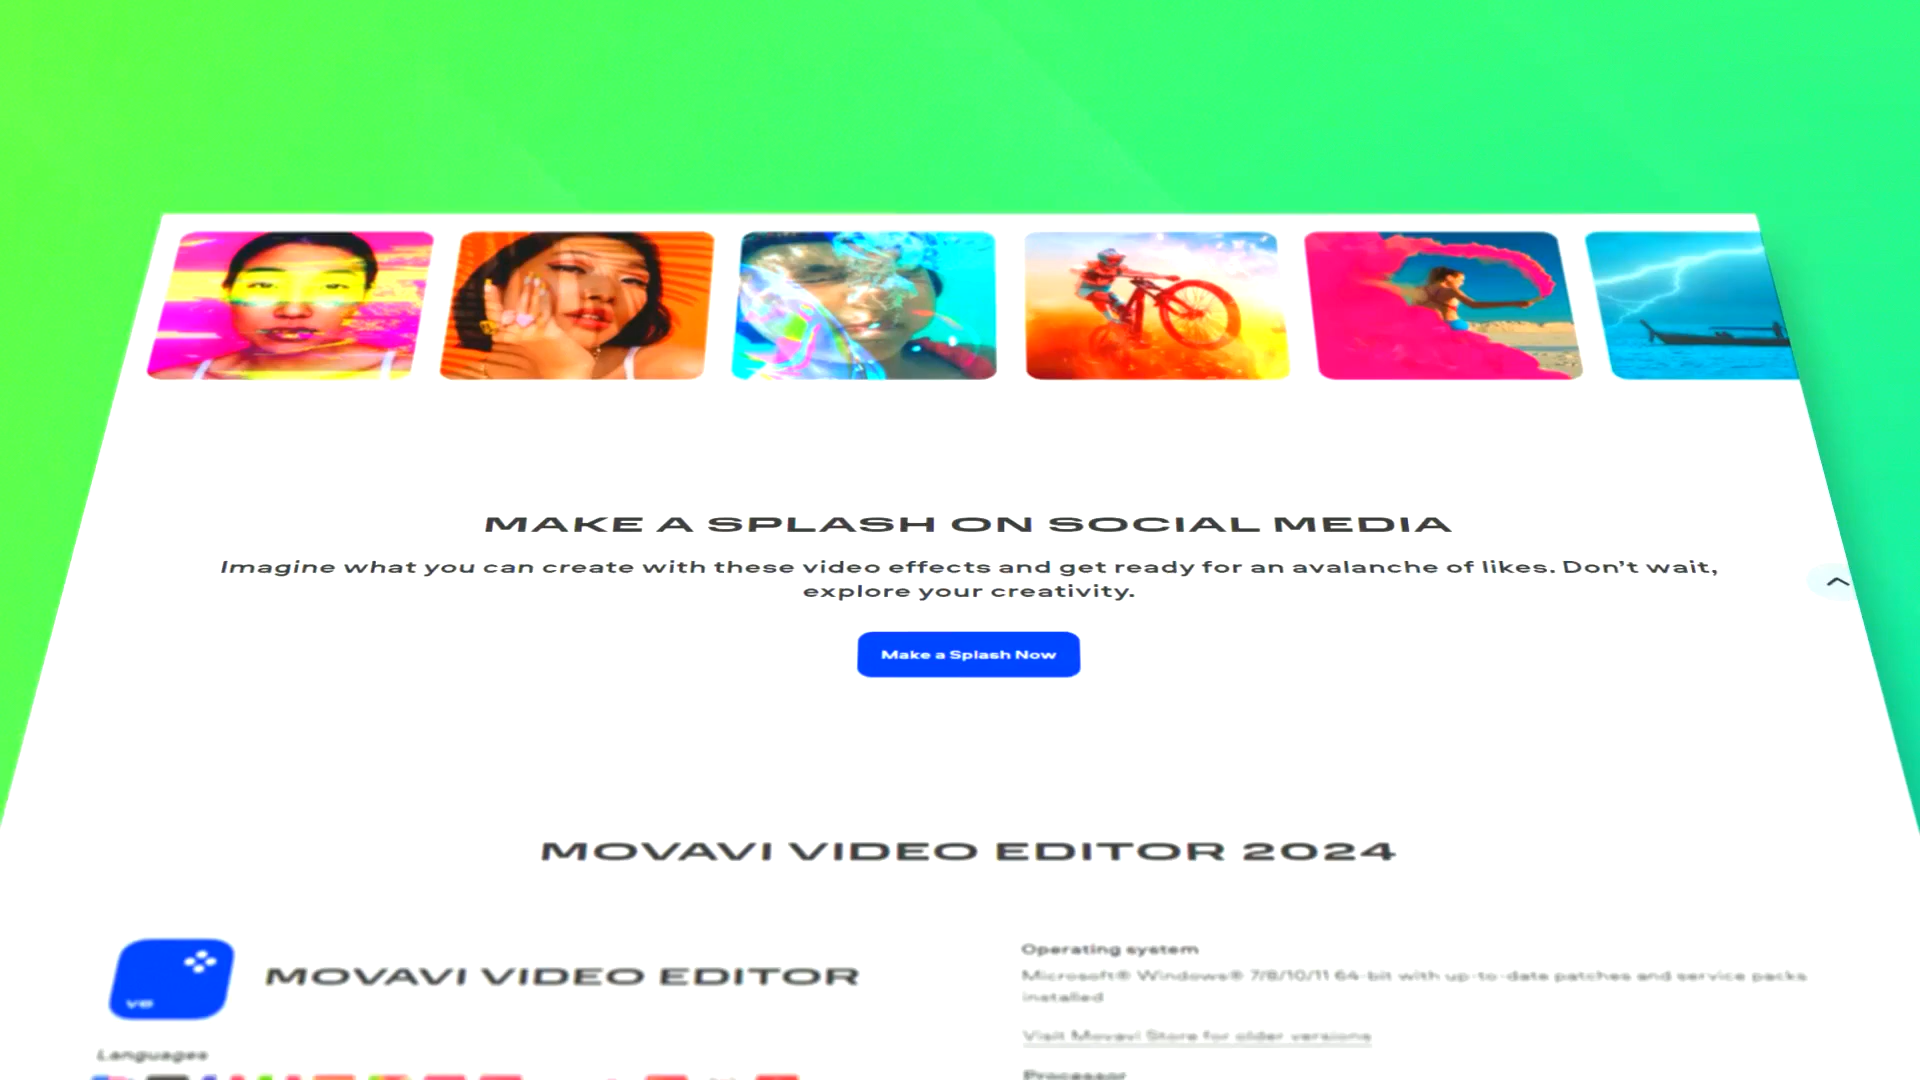 MAKE A SPLASH ON SOCIAL MEDIA
Imagine what you can create with these video effects and get ready for an avalanche of likes. Don't wait,
explore your creativity.
Make a Splash Now
MOVAVI VIDEO EDITOR 2024
MOVAVI VIDEO EDITOR
Languages
Operating system
Microsoft® Windows® 7/8/10/11 64-bit with up-to-date patches and service packs
installed
Visit Movavi Store for older versions
Processor